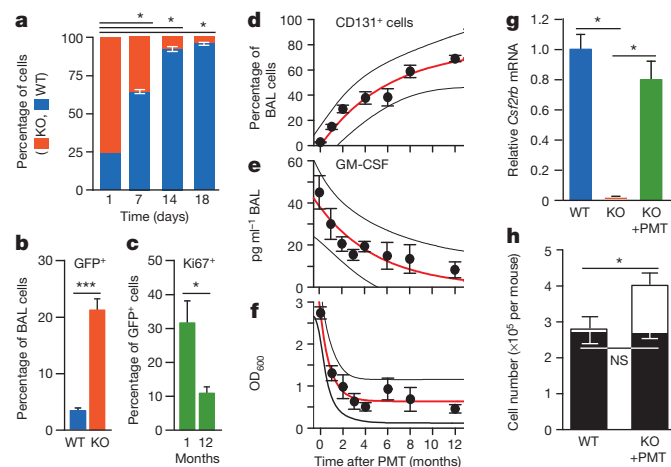 a
* * *
Percentage of cells
( KO, WT)
100
75
50
25
0
1 7 14 18
Time (days)
b
GFP+
***
Percentage of BAL cells
30
20
10
0
WT KO
c
Ki67+
*
Percentage of GFP+ cells
50
40
30
20
10
0
1 12
Months
d
CD131+ cells
Percentage of
BAL cells
100
80
60
40
20
0
e
GM-CSF
pg ml−1 BAL
60
40
20
0
f
OD600
3
2
1
0
0 2 4 6 8 10 12
Time after PMT (months)
g
* *
Relative Csf2rb mRNA
1.2
1.0
0.8
0.6
0.4
0.2
0
WT KO KO
+PMT
h
*
Cell number (×105 per mouse)
5
4
3
2
1
0
NS
WT KO
+PMT